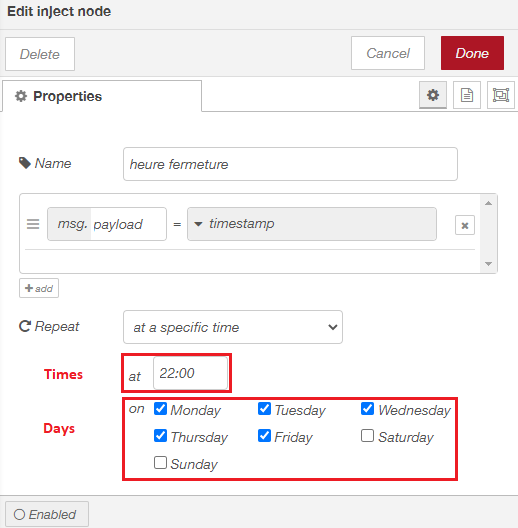 Edit inject node
Delete
Cancel
Done
Properties
Name
heure fermeture
msg. payload = timestamp
add
Repeat
at a specific time
Times
at 22:00
Days
on Monday Tuesday Wednesday
Thursday Friday Saturday
Sunday
Enabled